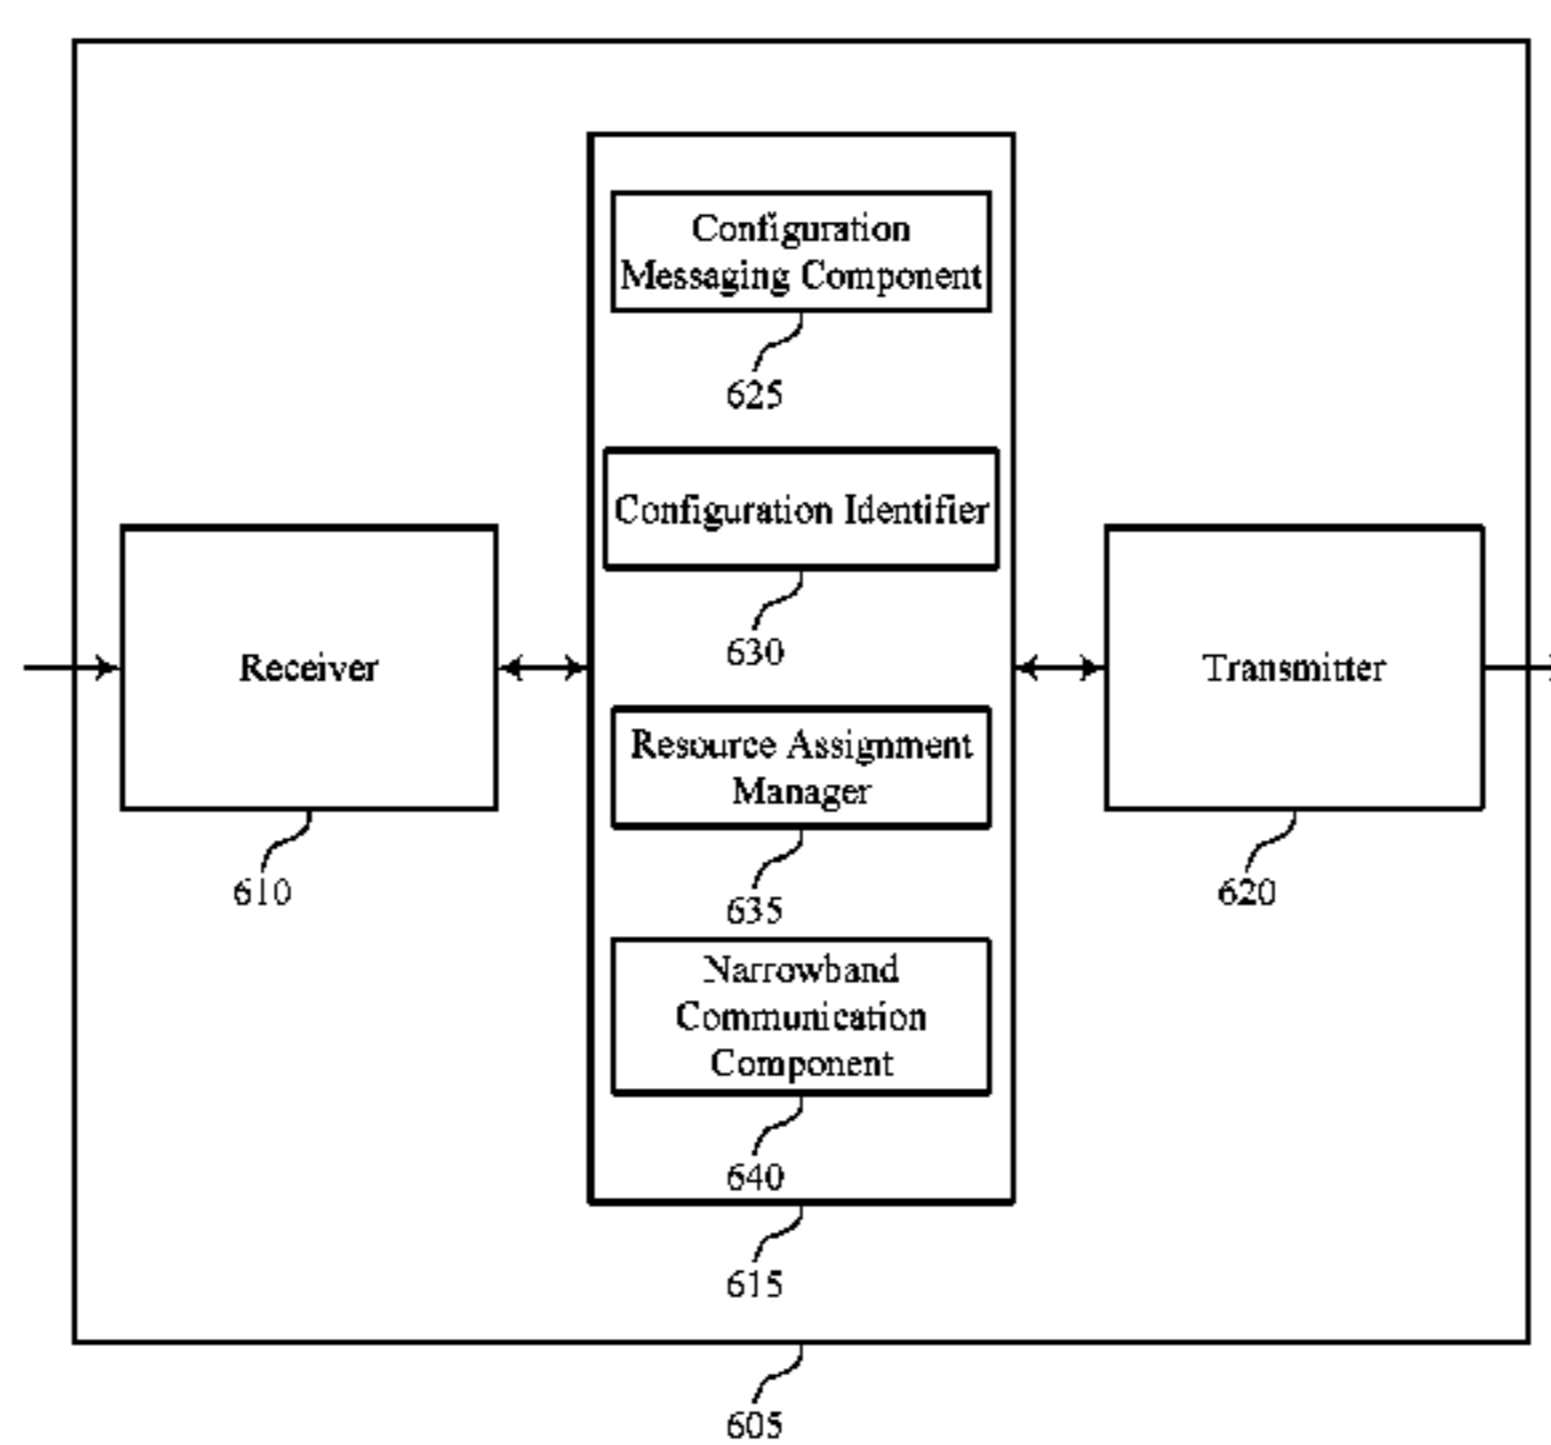 Configuration
Messaging Component
625
Configuration Identifier
630
Receiver
610
Resource Assignment
Manager
635
Transmitter
620
Narrowband
Communication
Component
640
615
605